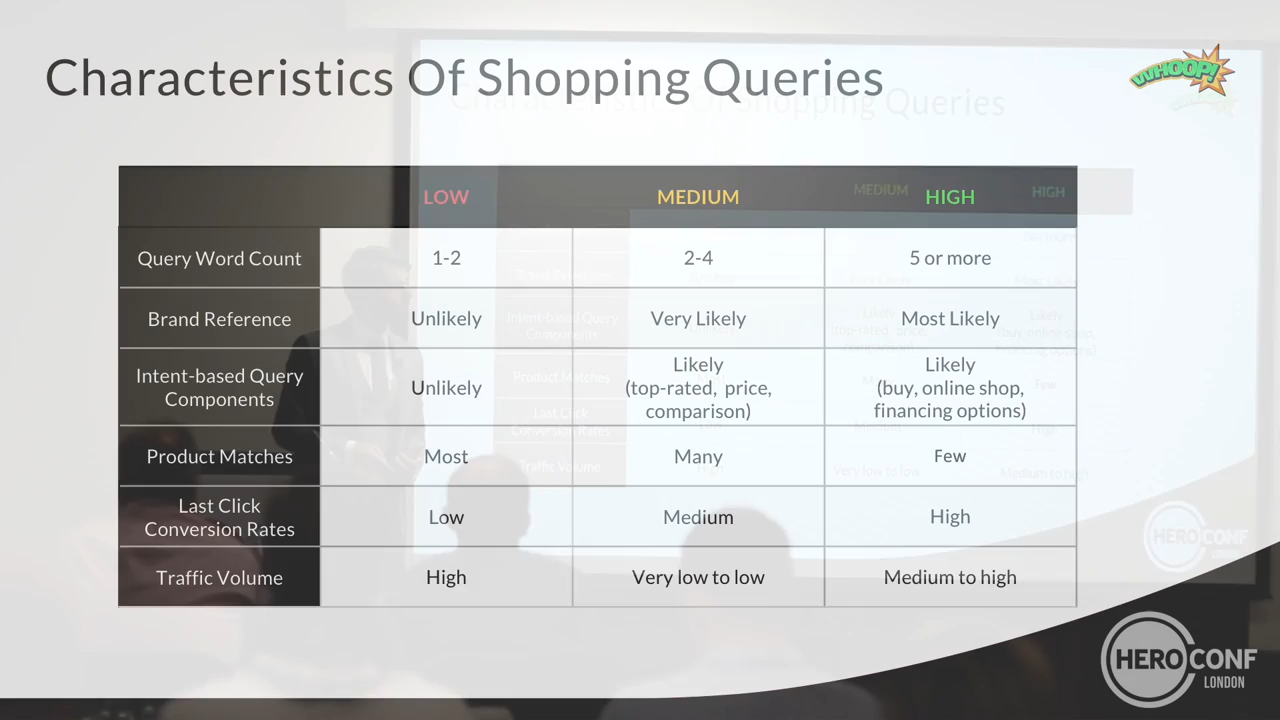 Characteristics Of Shopping Queries
WHOOP!
LOW MEDIUM HIGH
Query Word Count 1-2 2-4 5 or more
Brand Reference Unlikely Very Likely Most Likely
Intent-based Query Components Unlikely Likely (top-rated, price, comparison) Likely (buy, online shop, financing options)
Product Matches Most Many Few
Last Click Conversion Rates Low Medium High
Traffic Volume High Very low to low Medium to high
HEROCONF
LONDON